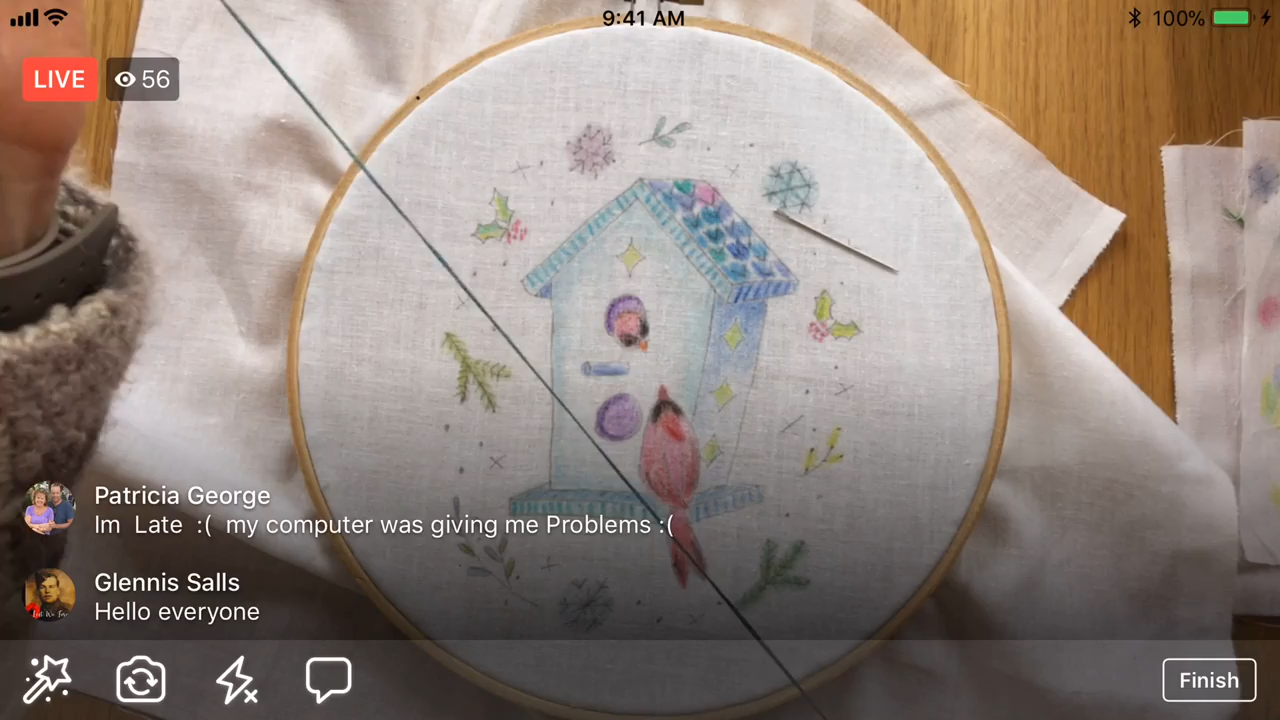 9:41 AM
100%
LIVE
56
Patricia George
Im Late :( my computer was giving me Problems :(
Glennis Salls
Hello everyone
Finish